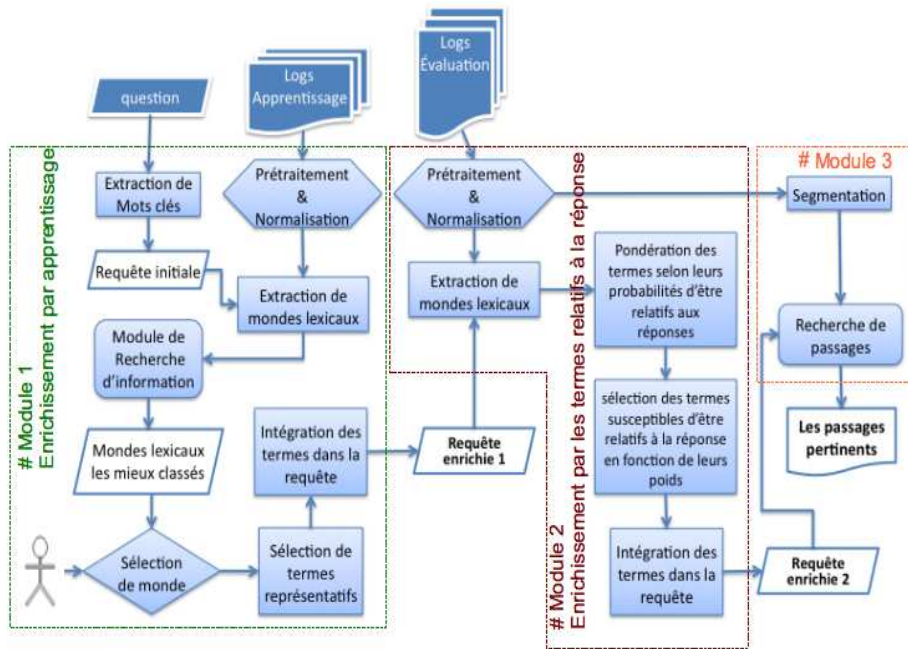 question
Logs
Apprentissage
Logs
Évaluation
# Module 1
Enrichissement par apprentissage
Extraction de
Mots clés
Prétraitement
&
Normalisation
Requête initiale
Extraction de
mondes lexicaux
Module de
Recherche
d'information
Mondes lexicaux
les mieux classés
Sélection
de monde
Sélection de
termes
représentatifs
Intégration des
termes dans la
requête
Requête
enrichie 1
# Module 2
Enrichissement par les termes relatifs à la réponse
Prétraitement
&
Normalisation
Extraction de
mondes lexicaux
Pondération des
termes selon leurs
probabilités d'être
relatifs aux
réponses
sélection des termes
susceptibles d'être
relatifs à la réponse
en fonction de leurs
poids
Intégration des
termes dans la
requête
Requête
enrichie 2
# Module 3
Segmentation
Recherche de
passages
Les passages
pertinents